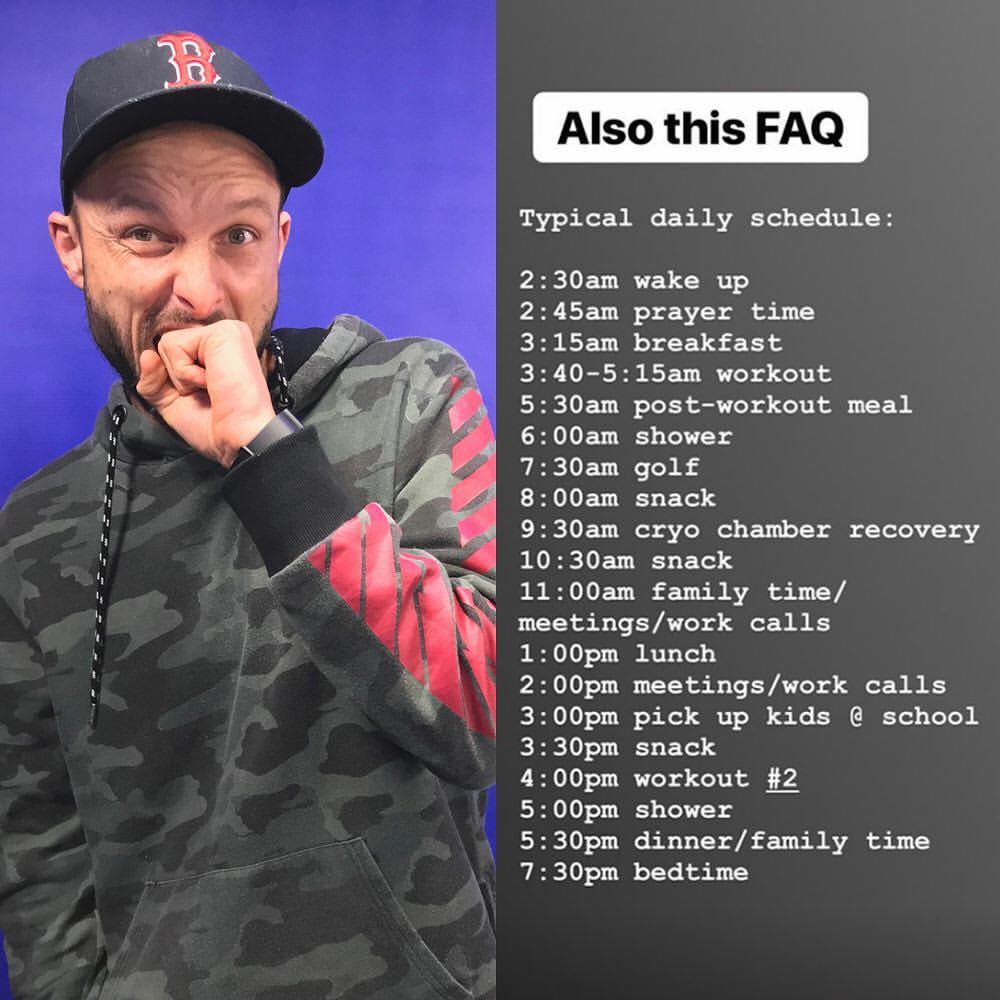 B
Also this FAQ
Typical daily schedule:
2:30am wake up
2:45am prayer time
3:15am breakfast
3:40-5:15am workout
5:30am post-workout meal
6:00am shower
7:30am golf
8:00am snack
9:30am cryo chamber recovery
10:30am snack
11:00am family time/
meetings/work calls
1:00pm lunch
2:00pm meetings/work calls
3:00pm pick up kids @ school
3:30pm snack
4:00pm workout #2
5:00pm shower
5:30pm dinner/family time
7:30pm bedtime